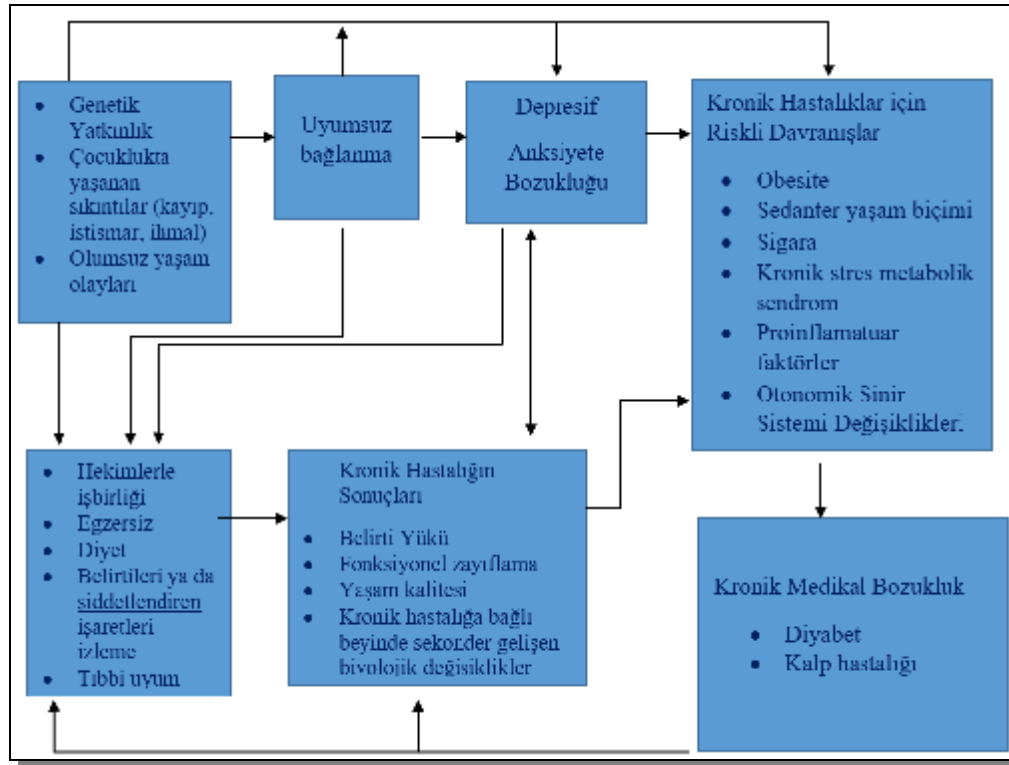 Genetik
Yatkınlık
Çocuklukta
yaşanan
sıkıntılar (kayıp,
istismar, ihmal)
Olumsuz yaşam
olayları
Uyumsuz
bağlanma
Depresif
Anksiyete
Bozukluğu
Kronik Hastalıklar için
Riskli Davranışlar
Obesite
Sedanter yaşam biçimi
Sigara
Kronik stres metabolik
sendrom
Proinflamatuar
faktörler
Otonomik Sinir
Sistemi Değişiklikleri.
Hekimlerle
işbirliği
Egzersiz
Diyet
Belirtileri ya da
siddetlendiren
işaretleri
izleme
Tıbbi uyum
Kronik Hastalığın
Sonuçları
Belirti Yükü
Fonksiyonel zayıflama
Yaşam kalitesi
Kronik hastalığa bağlı
beyinde sekonder gelişen
biyolojik değisiklikler
Kronik Medikal Bozukluk
Diyabet
Kalp hastalığı